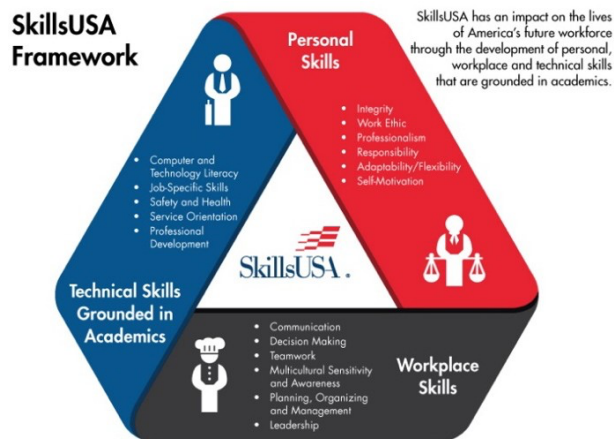 SkillsUSA
Framework
SkillsUSA has an impact on the lives
of America's future workforce
through the development of personal,
workplace and technical skills
that are grounded in academics.
Personal
Skills
• Integrity
• Work Ethic
• Professionalism
• Responsibility
• Adaptability/Flexibility
• Self-Motivation
• Computer and
Technology Literacy
• Job-Specific Skills
• Safety and Health
• Service Orientation
• Professional
Development
SkillsUSA®
Technical Skills
Grounded in
Academics
• Communication
• Decision Making
• Teamwork
• Multicultural Sensitivity
and Awareness
• Planning, Organizing
and Management
• Leadership
Workplace
Skills